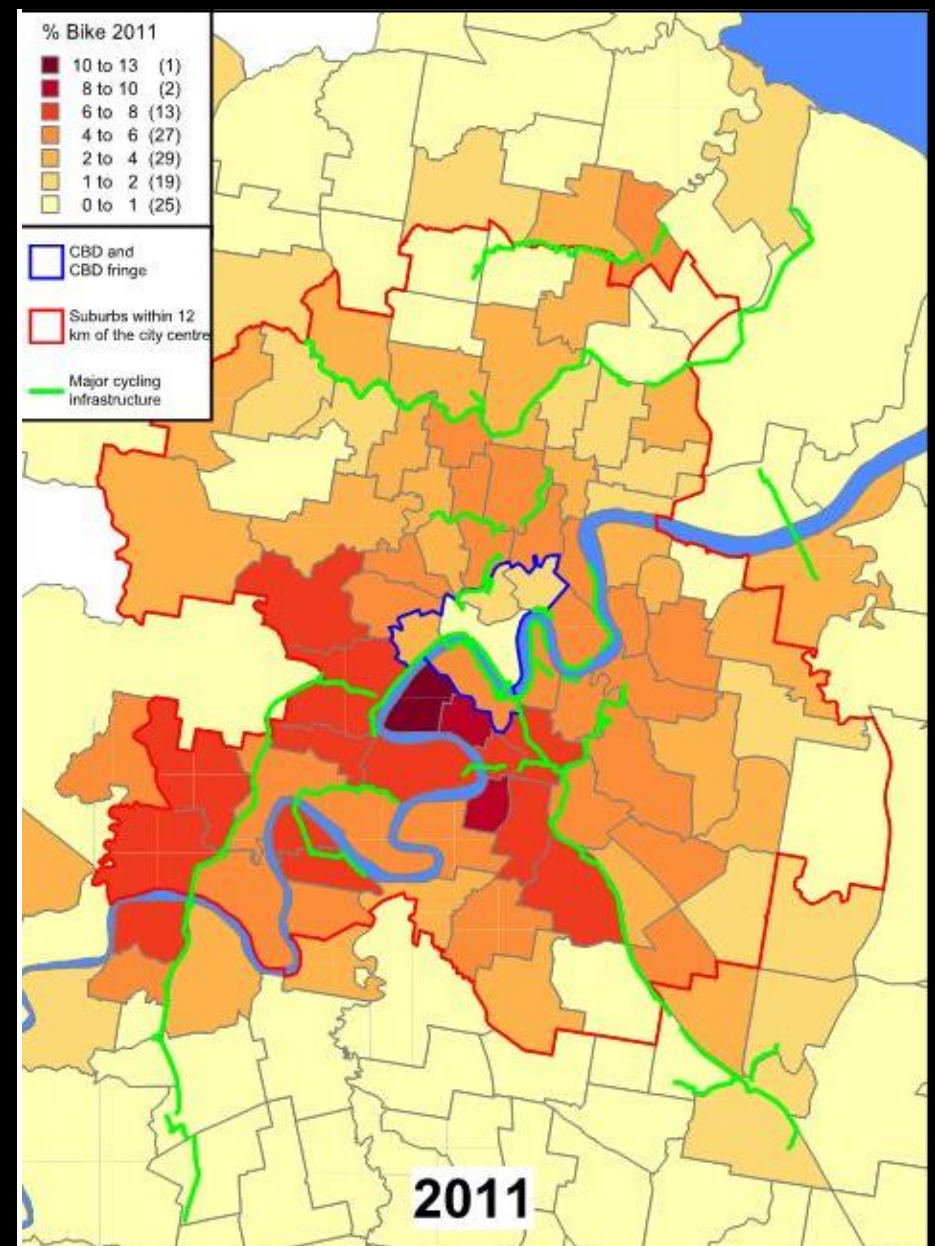 % Bike 2011
10 to 13 (1)
8 to 10 (2)
6 to 8 (13)
4 to 6 (27)
2 to 4 (29)
1 to 2 (19)
0 to 1 (25)
CBD and
CBD fringe
Suburbs within 12
km of the city centre
Major cycling
infrastructure
2011